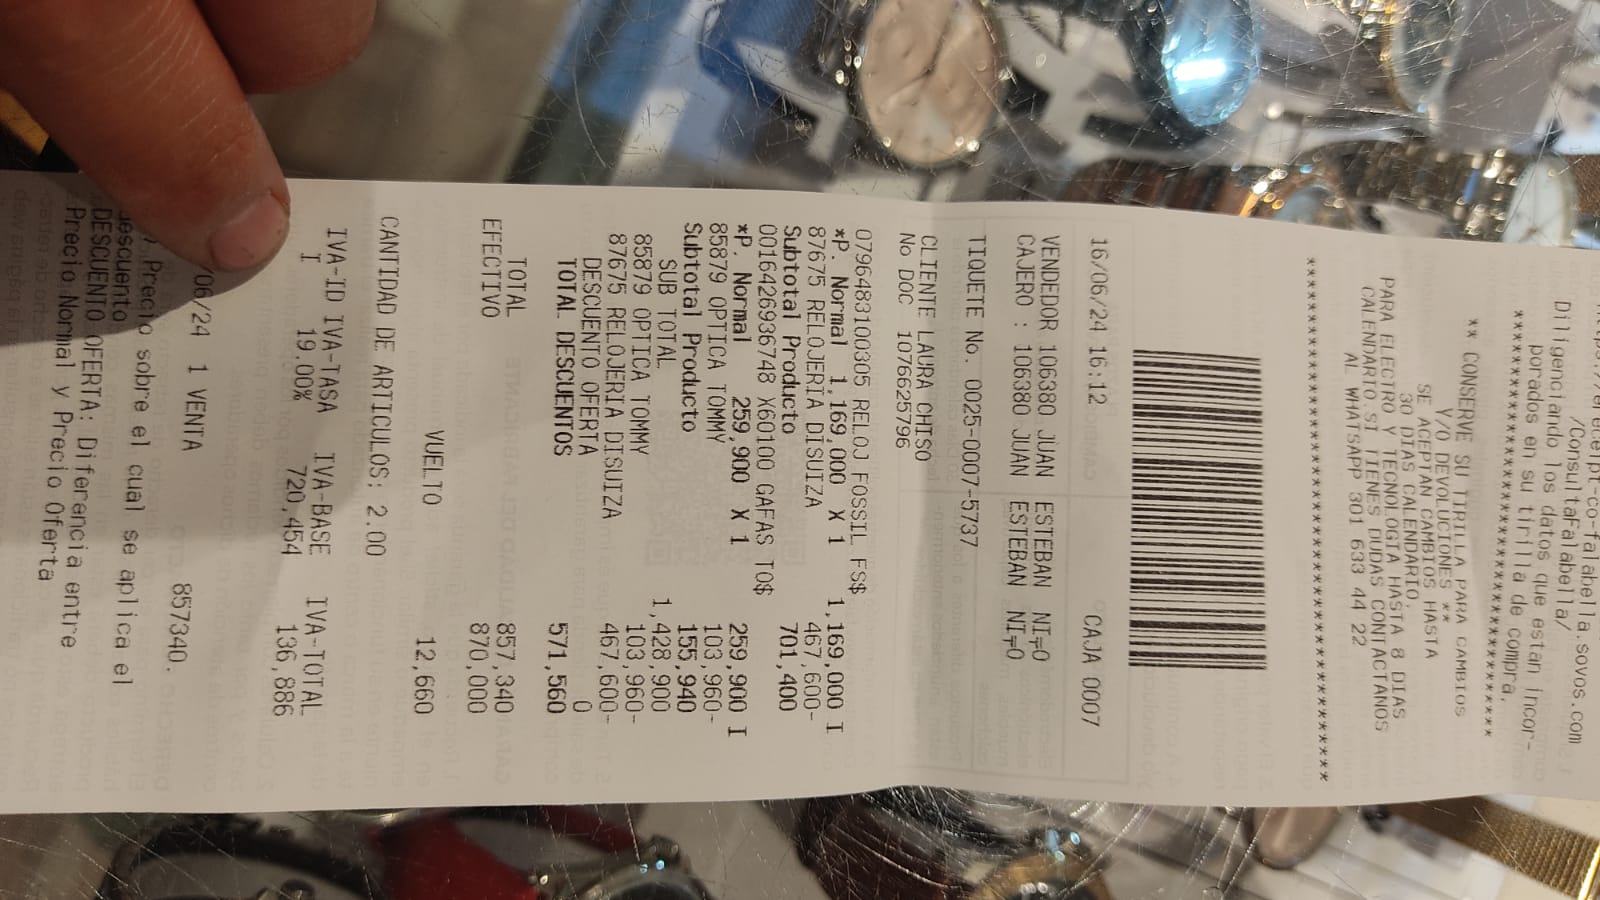 /ConsultaFalabella/
Diligenciando los datos que estan incor-
porados en su tirilla de compra.
****************************************
** CONSERVE SU TIRILLA PARA CAMBIOS
Y/O DEVOLUCIONES **
SE ACEPTAN CAMBIOS HASTA
30 DIAS CALENDARIO.
PARA ELECTRO Y TECNOLOGIA HASTA 8 DIAS
CALENDARIO.SI TIENES DUDAS CONTACTANOS
AL WHATSAPP 301 633 44 22
****************************************
16/06/24 16:12 CAJA 0007
VENDEDOR 106380 JUAN ESTEBAN NI=0
CAJERO : 106380 JUAN ESTEBAN NI=0
TIQUETE No. 0025-0007-5737
CLIENTE LAURA CHISO
No DOC 1076625796
0796483100305 RELOJ FOSSIL FS$ 1,169,000 I
*P. Normal 1,169,000 X 1
87675 RELOJERIA DISUIZA 467,600-
Subtotal Producto 701,400
0016426936748 X60100 GAFAS TO$ 259,900 I
*P. Normal 259,900 X 1
85879 OPTICA TOMMY 103,960-
Subtotal Producto 155,940
SUB TOTAL 1,428,900
85879 OPTICA TOMMY 103,960-
87675 RELOJERIA DISUIZA 467,600-
DESCUENTO OFERTA 0
TOTAL DESCUENTOS 571,560
TOTAL 857,340
EFECTIVO 870,000
VUELTO 12,660
CANTIDAD DE ARTICULOS: 2.00
IVA-ID IVA-TASA IVA-BASE IVA-TOTAL
I 19.00% 720,454 136,886
/06/24 1 VENTA 857340.
Precio sobre el cual se aplica el
descuento
DESCUENTO OFERTA: Diferencia entre
Precio Normal y Precio Oferta